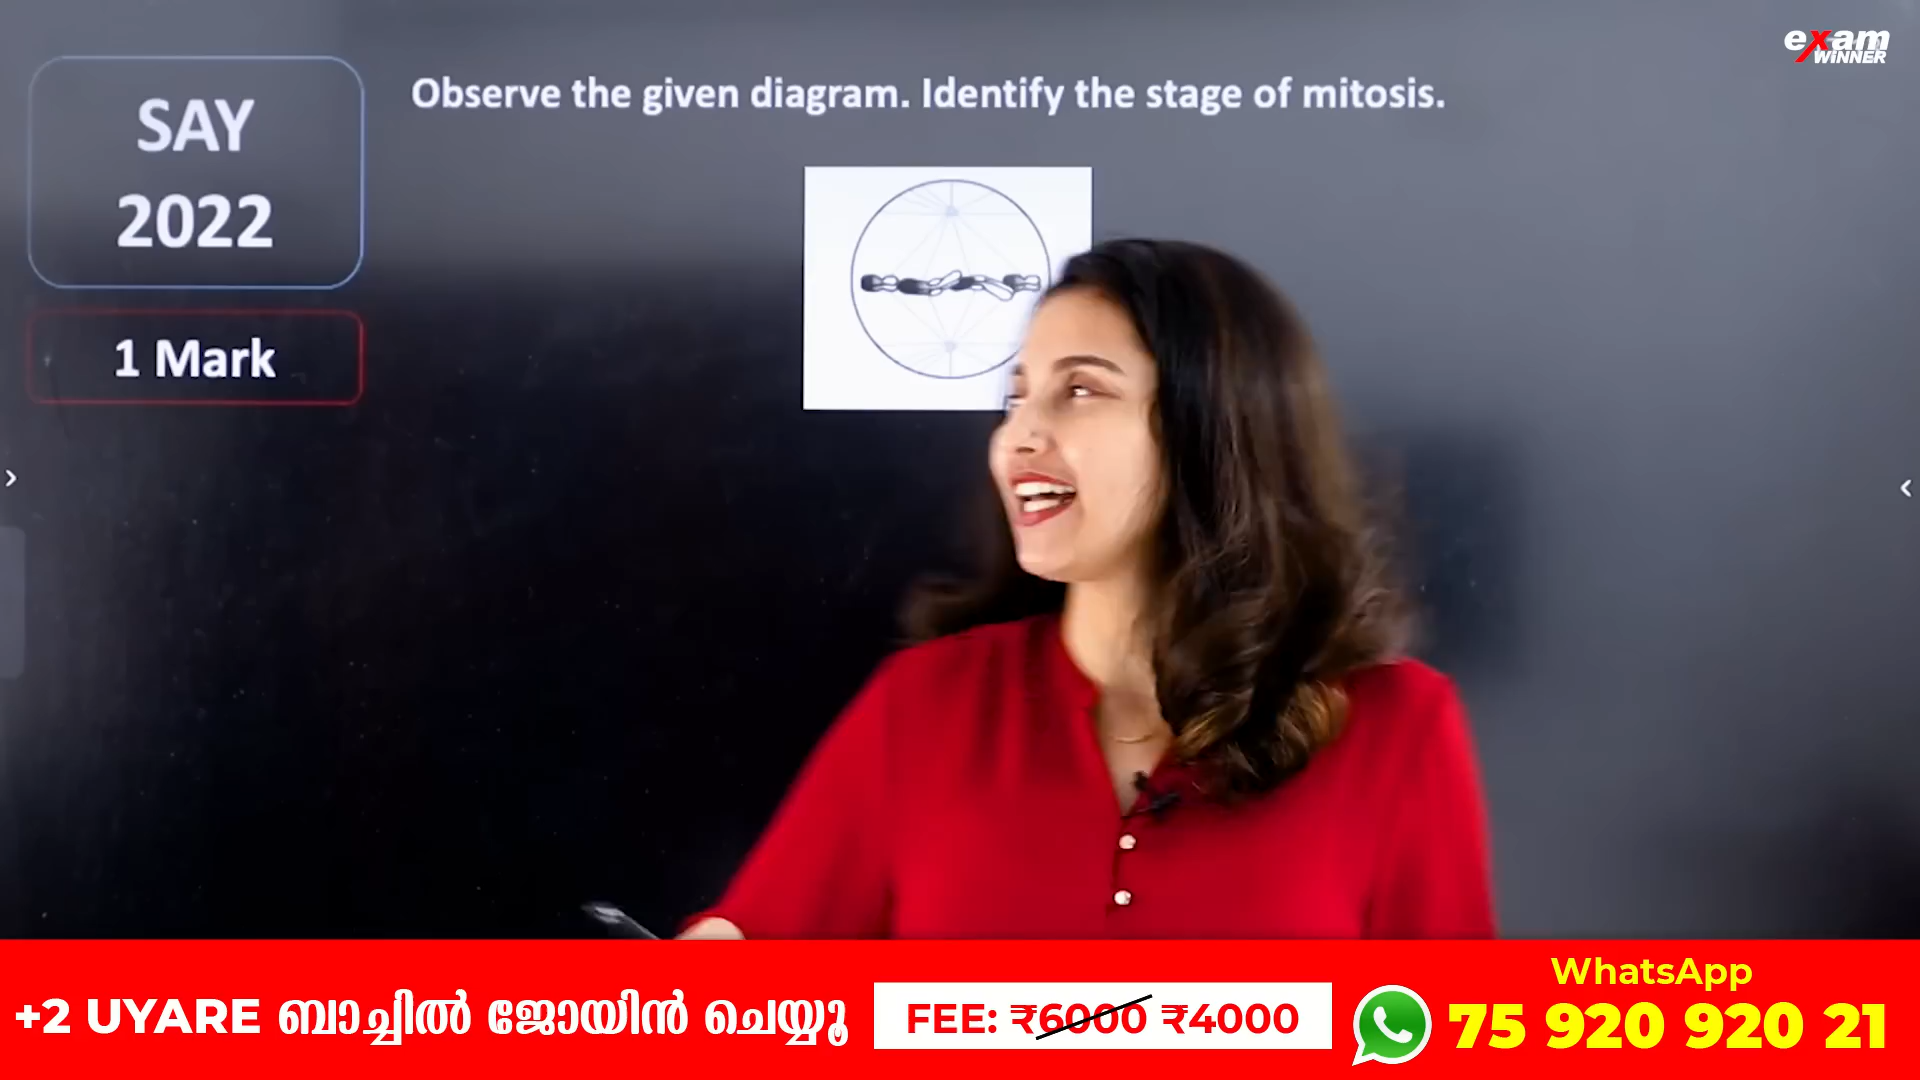 exam
WINNER
SAY
2022
1 Mark
Observe the given diagram. Identify the stage of mitosis.
+2 UYARE ബാച്ചിൽ ജോയിൻ ചെയ്യൂ
FEE: ₹6000 ₹4000
WhatsApp
75 920 920 21